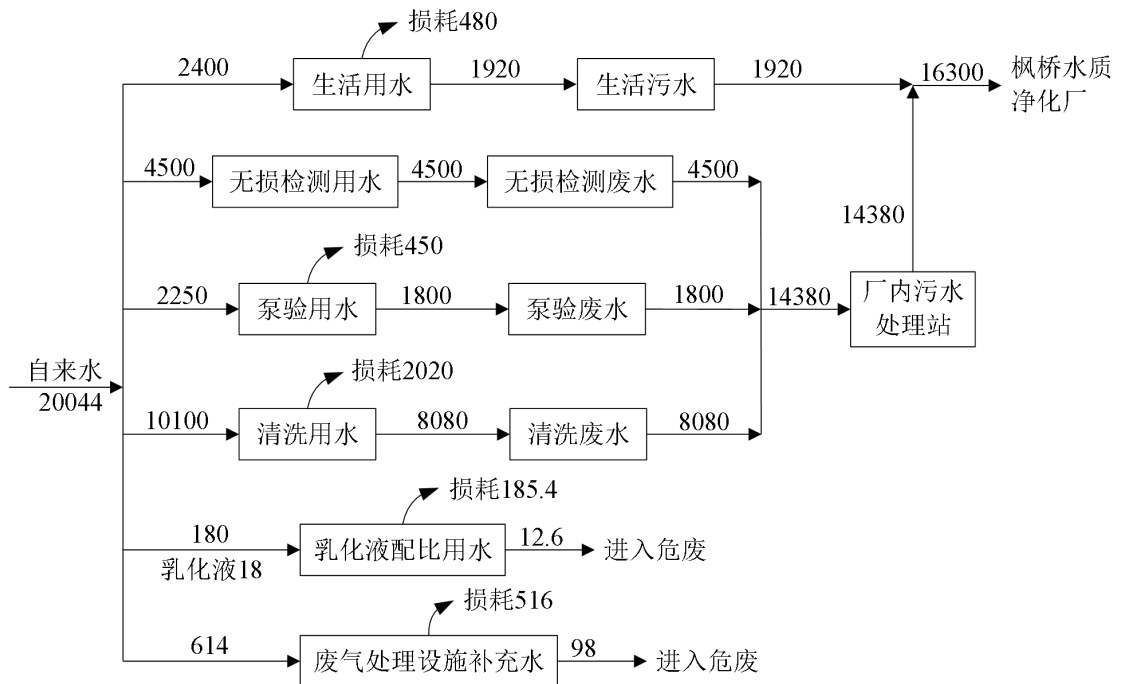 损耗480
2400
生活用水
1920
生活污水
1920
16300
枫桥水质
净化厂
4500
无损检测用水
4500
无损检测废水
4500
14380
损耗450
2250
泵验用水
1800
泵验废水
1800
14380
厂内污水
处理站
自来水
20044
损耗2020
10100
清洗用水
8080
清洗废水
8080
损耗185.4
180
乳化液18
乳化液配比用水
12.6
进入危废
损耗516
614
废气处理设施补充水
98
进入危废